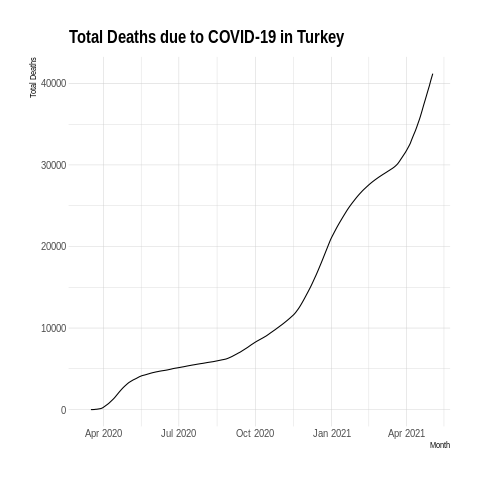 Total Deaths due to COVID-19 in Turkey
Total Deaths
40000
30000
20000
10000
0
Apr 2020 Jul 2020 Oct 2020 Jan 2021 Apr 2021
Month